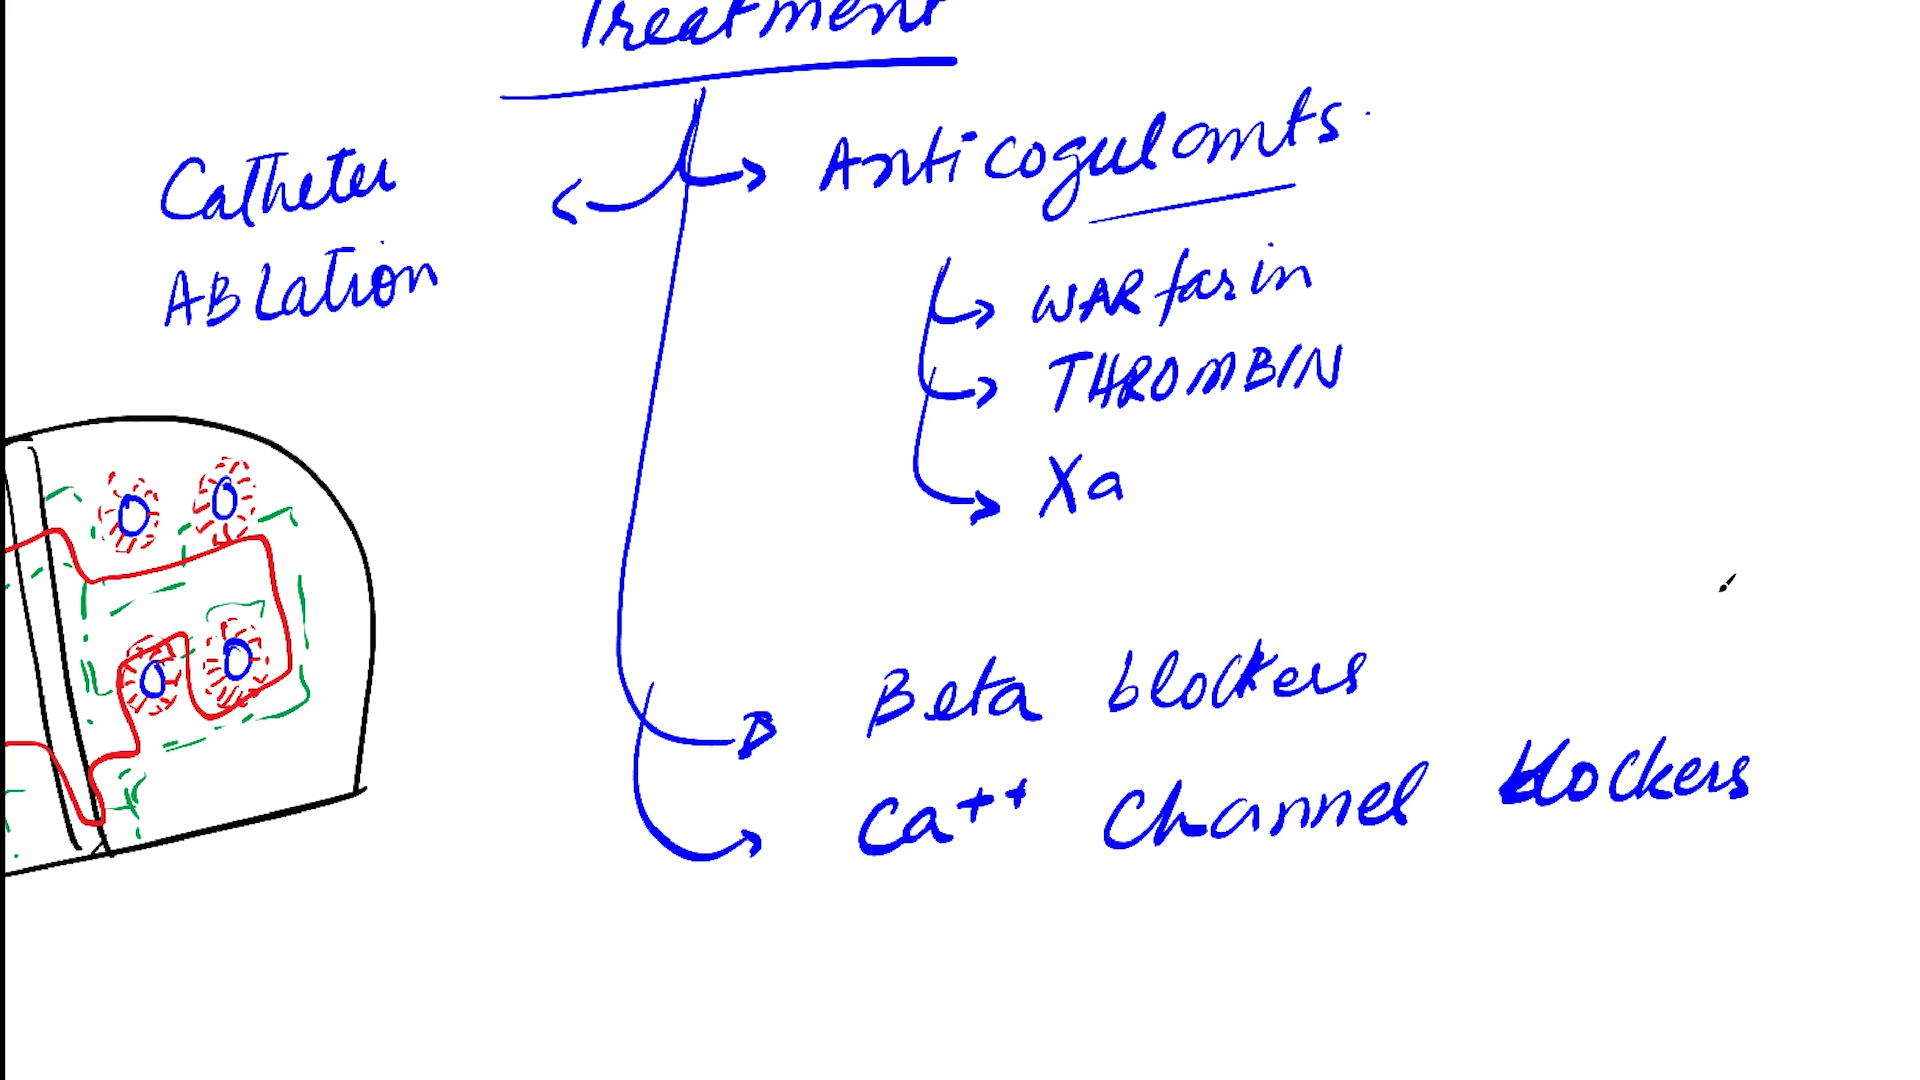 Treatment
Anticogulants
Catheter
ABLation
WARfarin
THROMBIN
Xa
Beta blockers
Ca++ Channel blockers